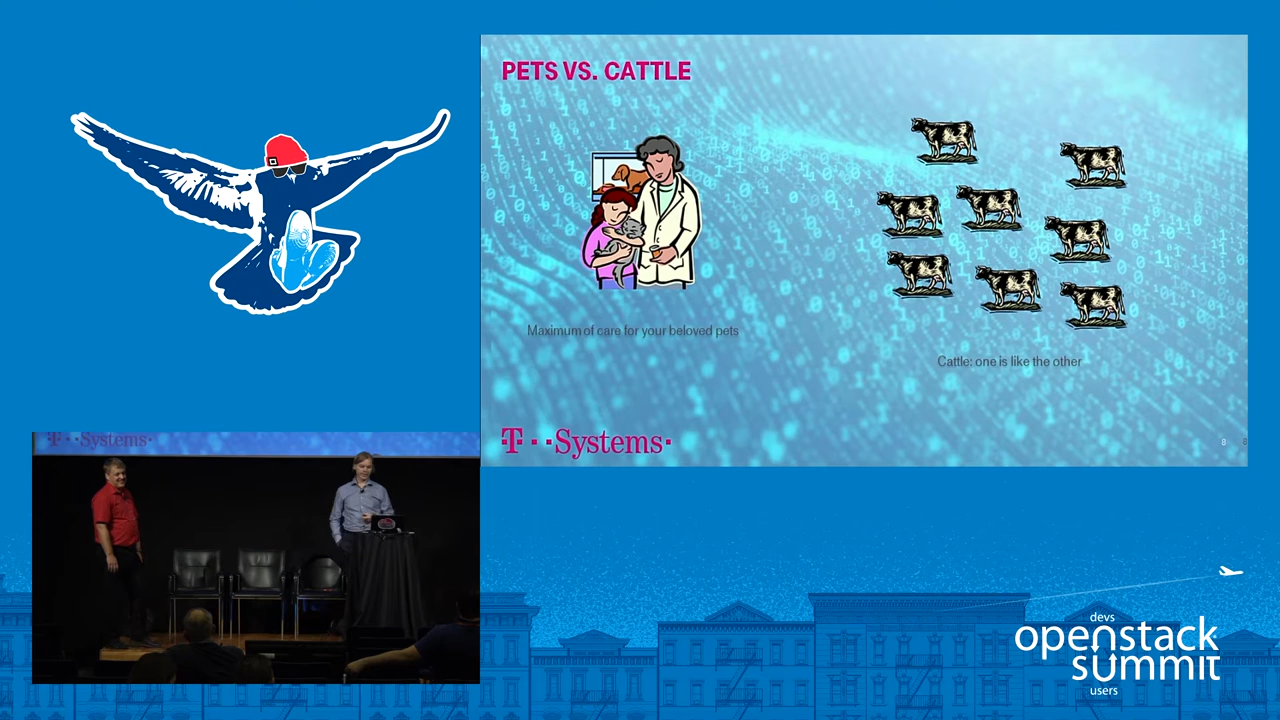 PETS VS. CATTLE
Maximum of care for your beloved pets
Cattle: one is like the other
T··Systems·
8 8
T··Systems·
devs
openstack
summit
users